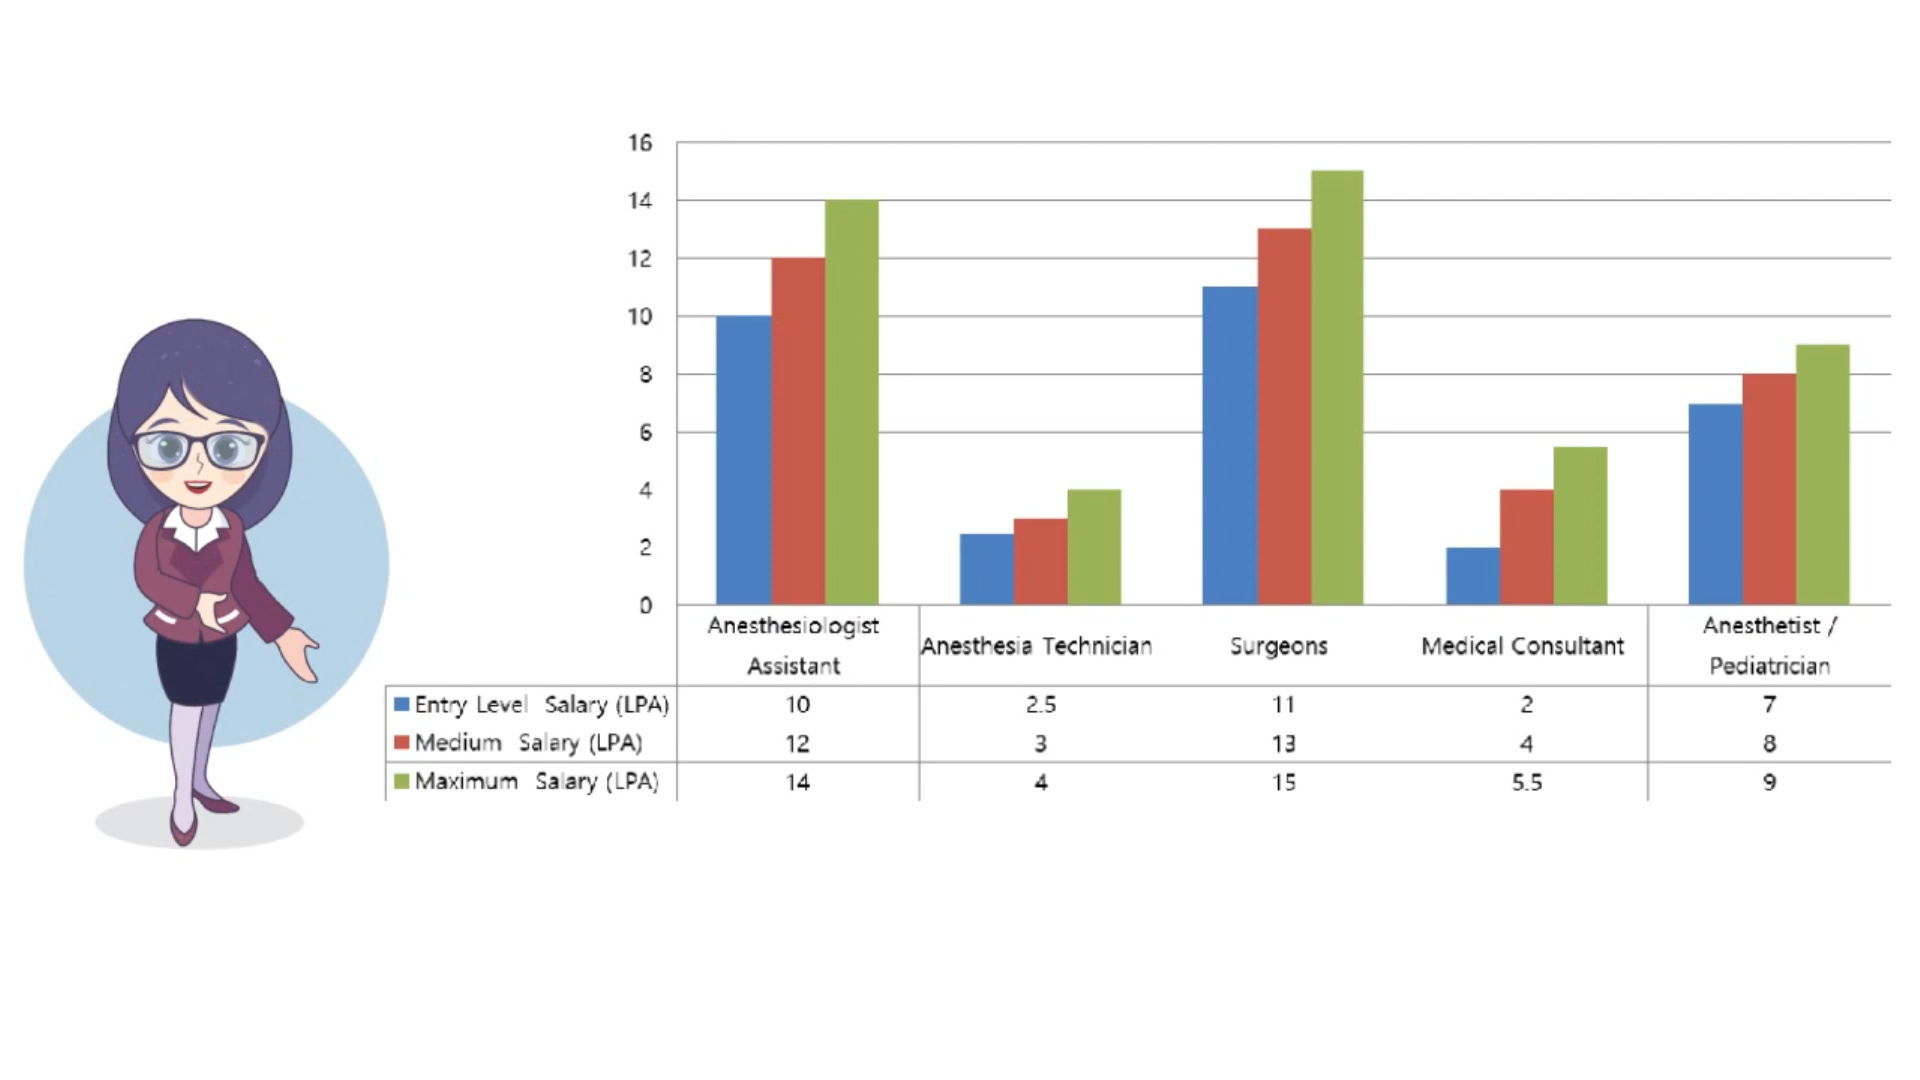 16
14
12
10
8
6
4
2
0
Anesthesiologist
Assistant
Anesthesia Technician
Surgeons
Medical Consultant
Anesthetist /
Pediatrician
Entry Level Salary (LPA) 10 2.5 11 2 7
Medium Salary (LPA) 12 3 13 4 8
Maximum Salary (LPA) 14 4 15 5.5 9